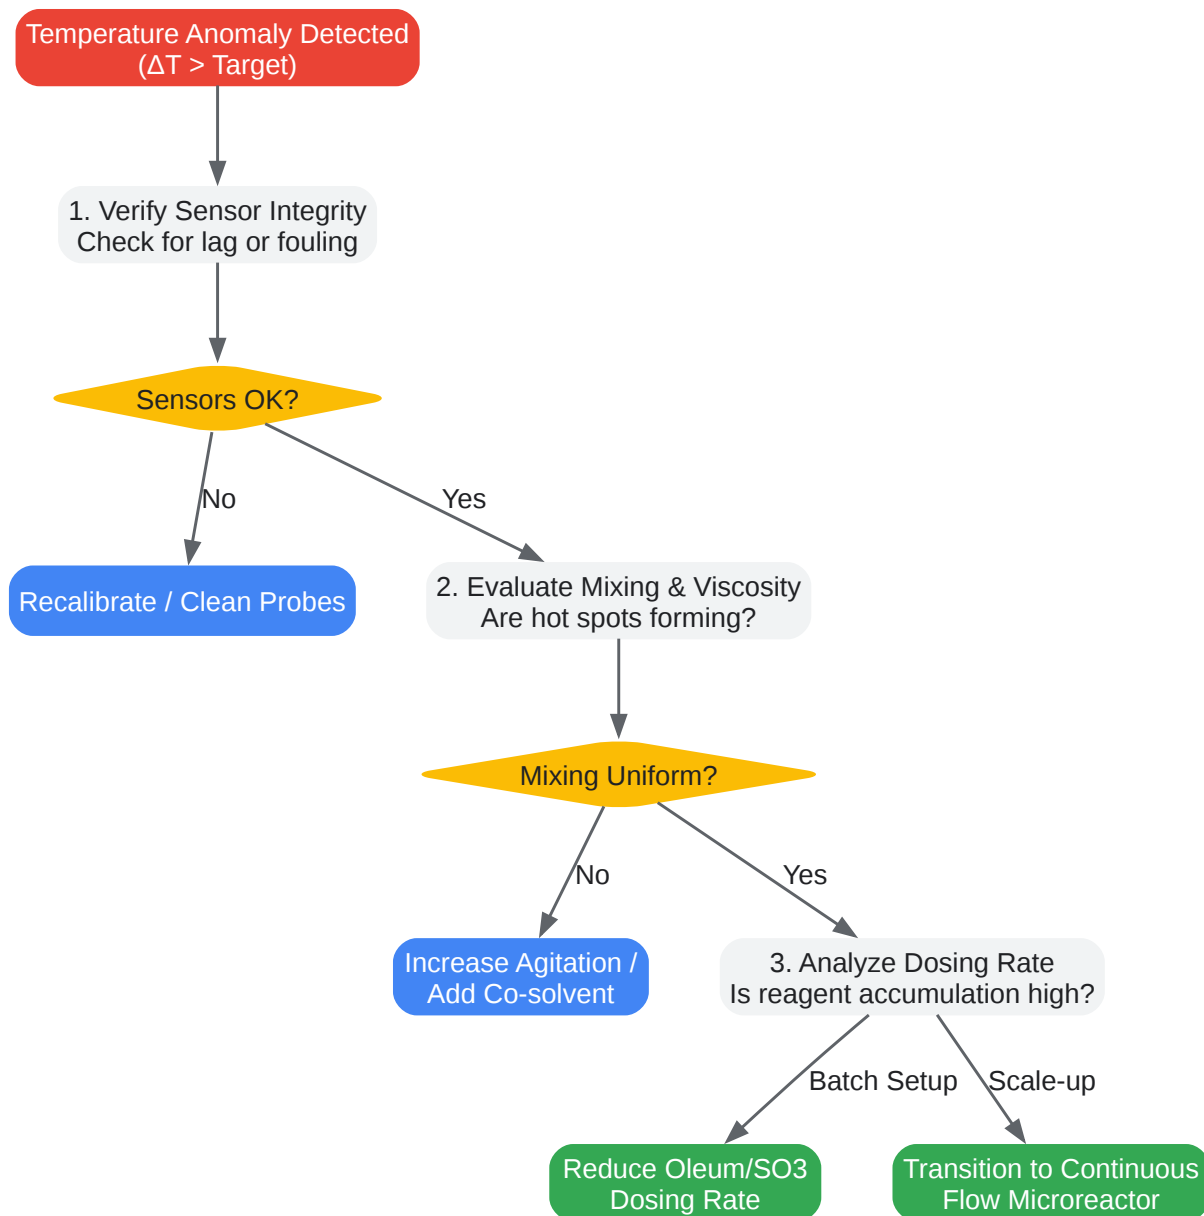 Temperature Anomaly Detected
(ΔT > Target)
1. Verify Sensor Integrity
Check for lag or fouling
Sensors OK?
No
Yes
Recalibrate / Clean Probes
2. Evaluate Mixing & Viscosity
Are hot spots forming?
Mixing Uniform?
No
Yes
Increase Agitation /
Add Co-solvent
3. Analyze Dosing Rate
Is reagent accumulation high?
Batch Setup
Scale-up
Reduce Oleum/SO3
Dosing Rate
Transition to Continuous
Flow Microreactor